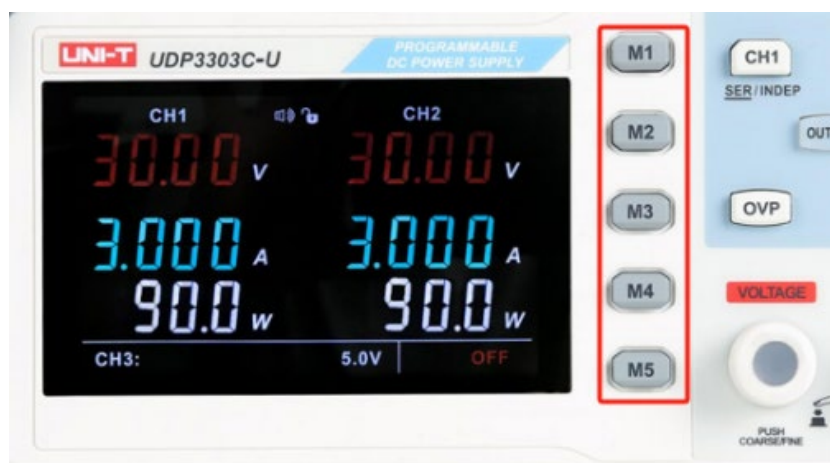 UNI-T UDP3303C-U
PROGRAMMABLE
DC POWER SUPPLY
CH1 CH2
30.00 V 30.00 V
3.000 A 3.000 A
90.0 W 90.0 W
CH3: 5.0V OFF
M1
M2
M3
M4
M5
CH1
SER/INDEP
OUT
OVP
VOLTAGE
PUSH
COARSE/FINE